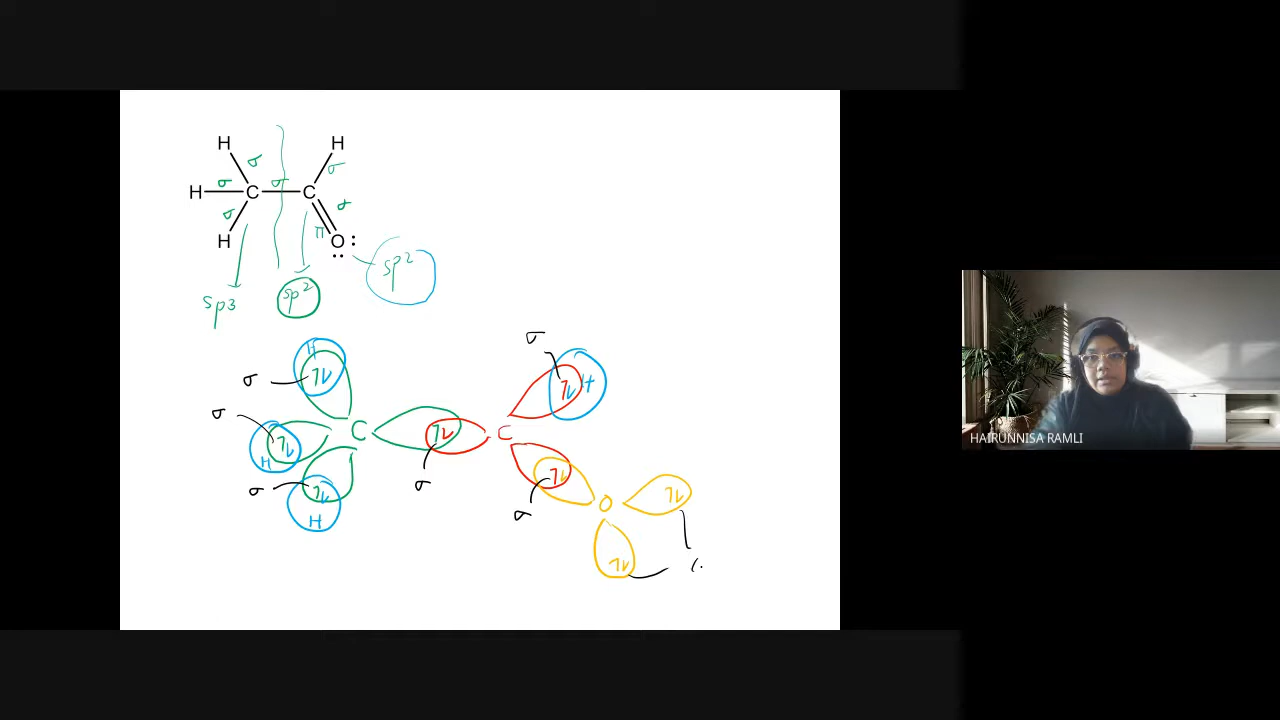 H H
σ σ
H σ C σ C
σ σ
H π O
sp3 sp2 sp2
σ
H
σ H
σ
C C
H
σ σ
H
σ O
HAIRUNNISA RAMLI